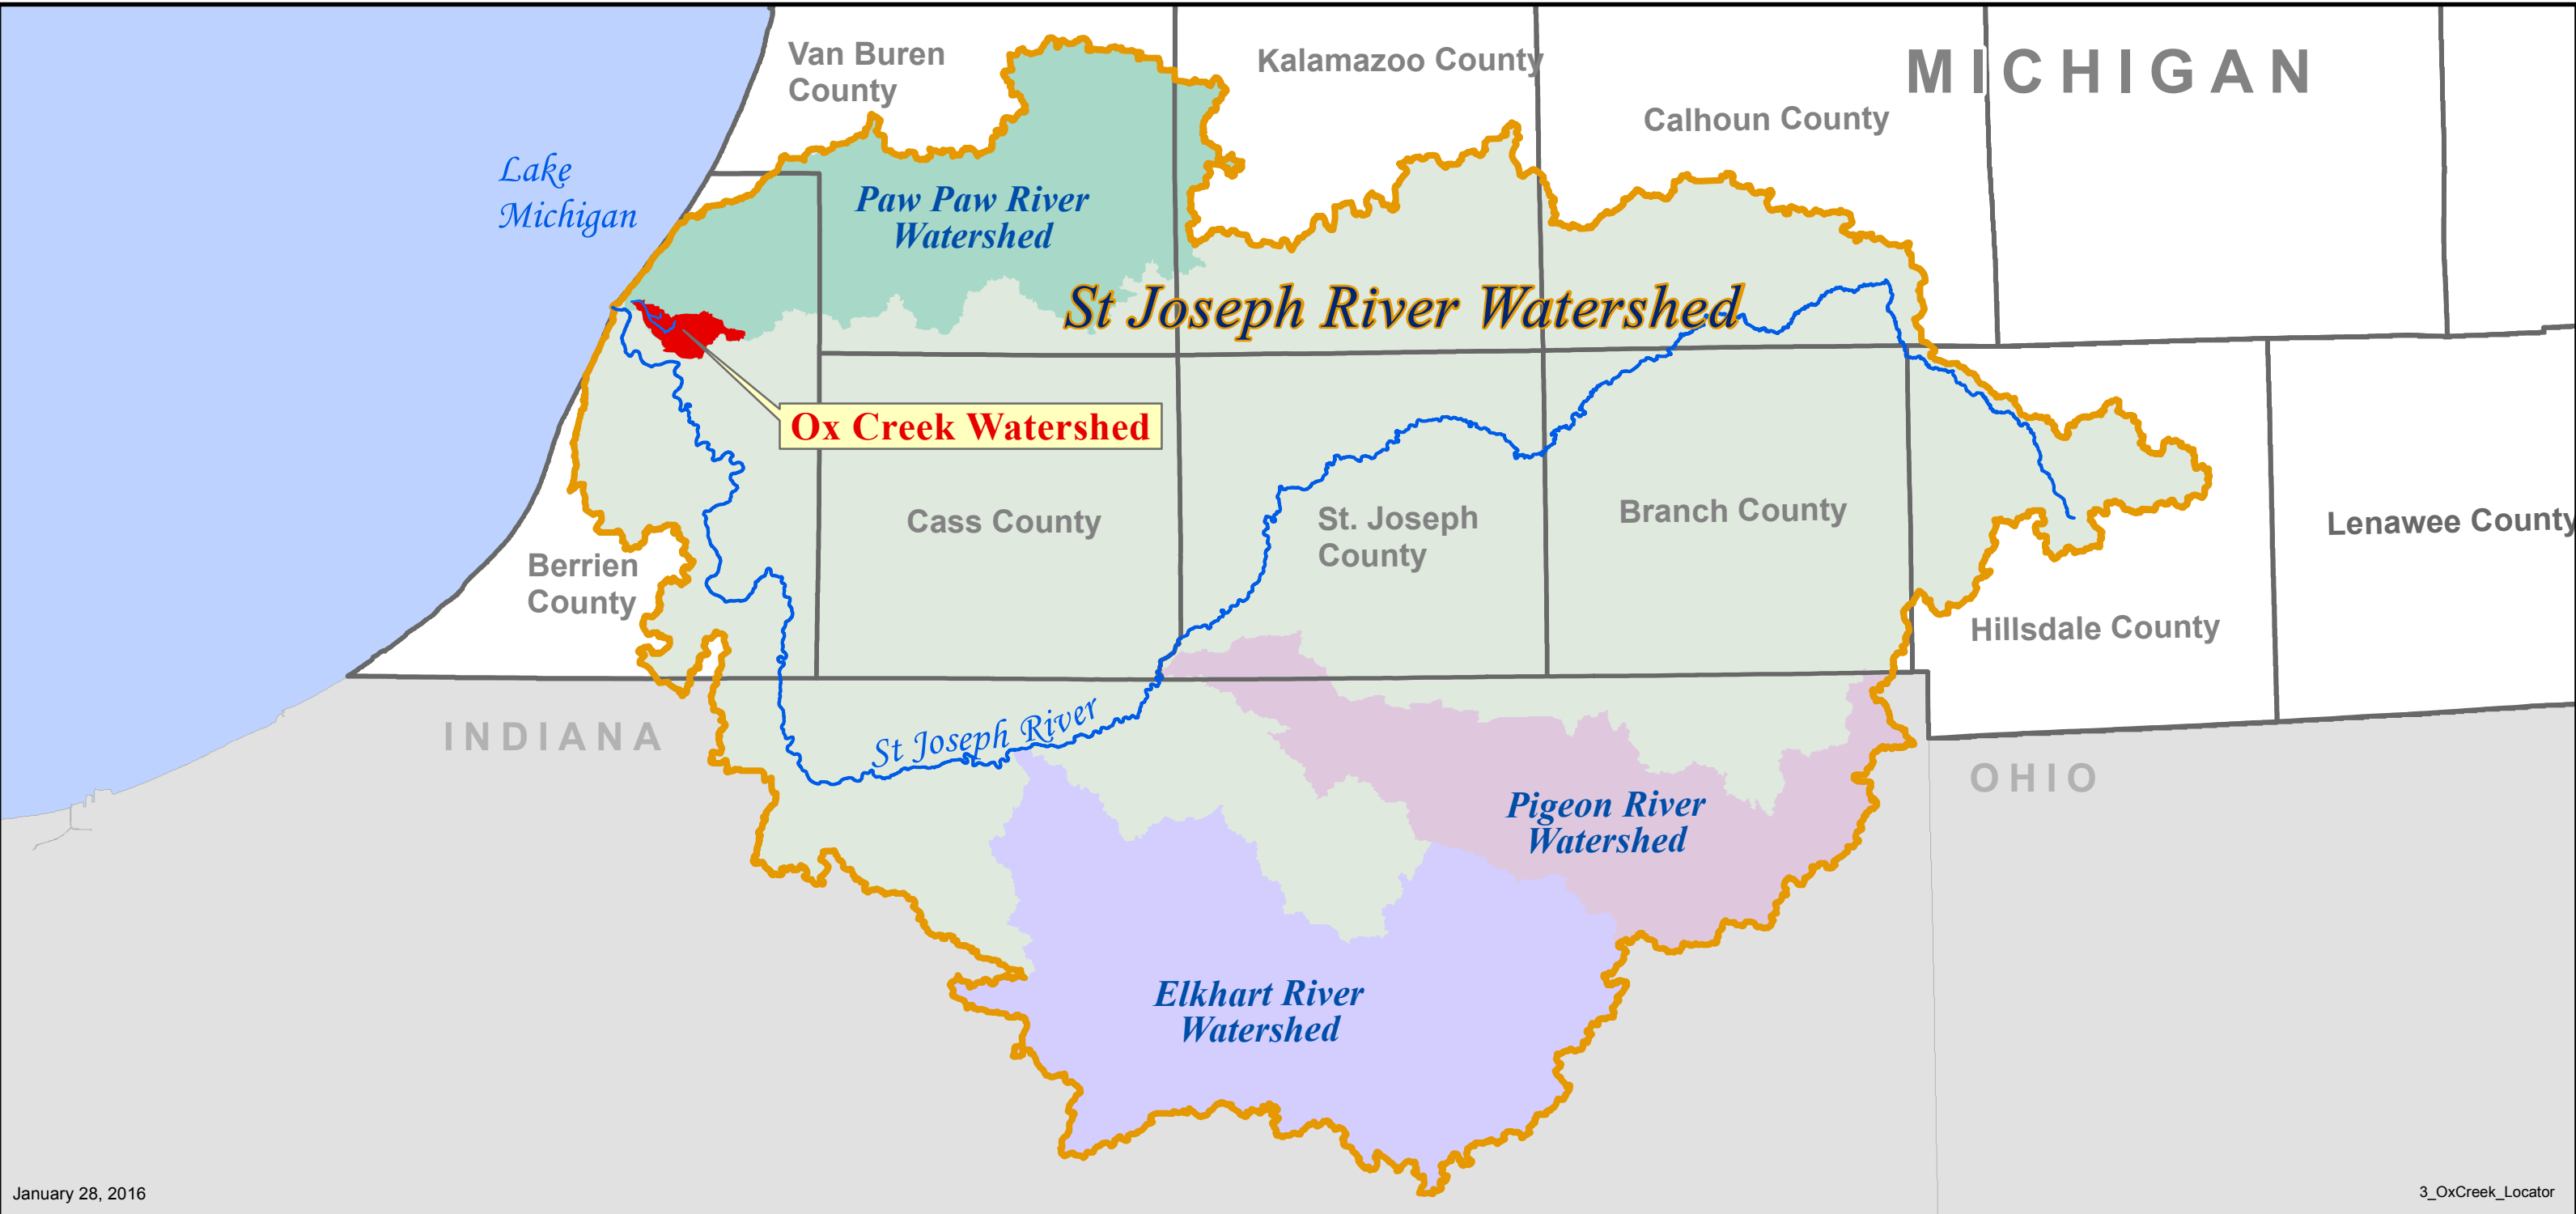 Van Buren
County
Kalamazoo County
MICHIGAN
Calhoun County
Lake
Michigan
Paw Paw River
Watershed
St Joseph River Watershed
Ox Creek Watershed
Cass County
St. Joseph
County
Branch County
Lenawee County
Berrien
County
Hillsdale County
INDIANA
St Joseph River
OHIO
Pigeon River
Watershed
Elkhart River
Watershed
January 28, 2016
3_OxCreek_Locator